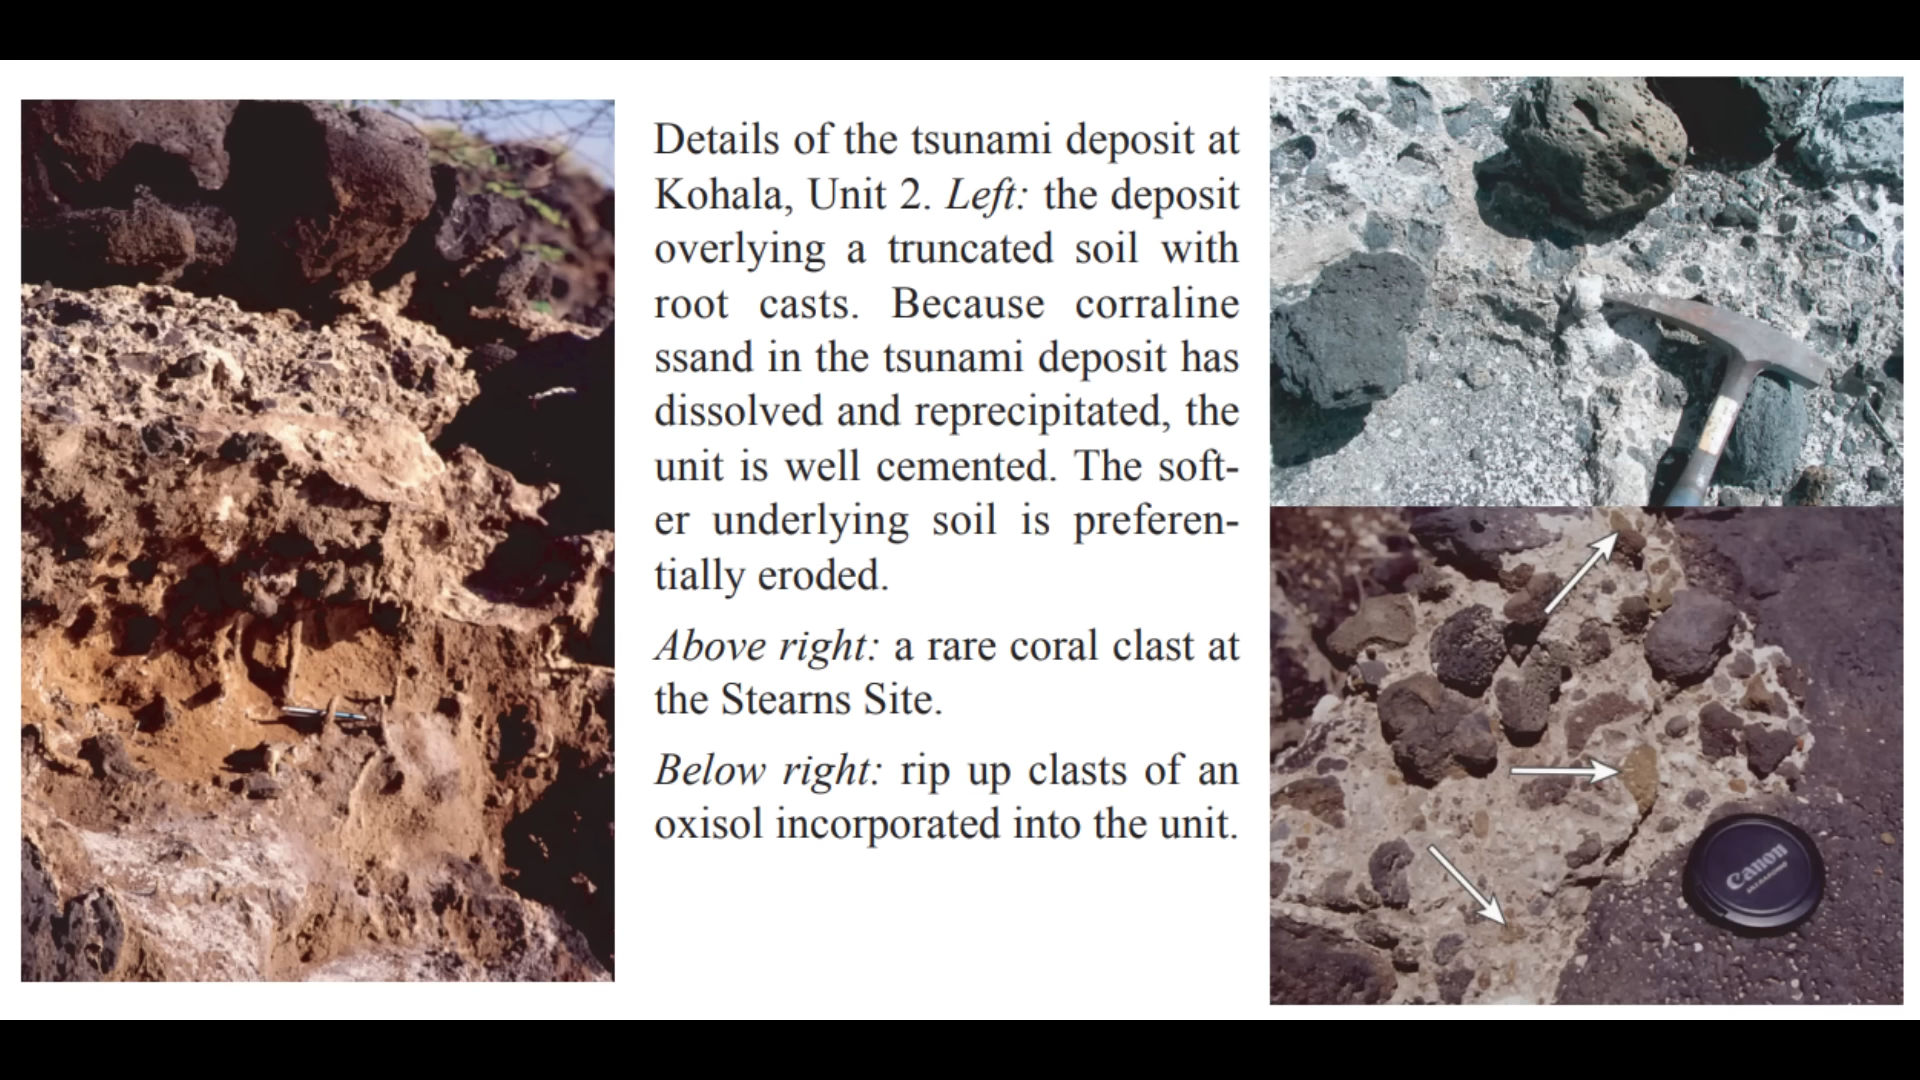 Details of the tsunami deposit at
Kohala, Unit 2. Left: the deposit
overlying a truncated soil with
root casts. Because corraline
ssand in the tsunami deposit has
dissolved and reprecipitated, the
unit is well cemented. The soft-
er underlying soil is preferen-
tially eroded.
Above right: a rare coral clast at
the Stearns Site.
Below right: rip up clasts of an
oxisol incorporated into the unit.
Canon
ULTRASONIC